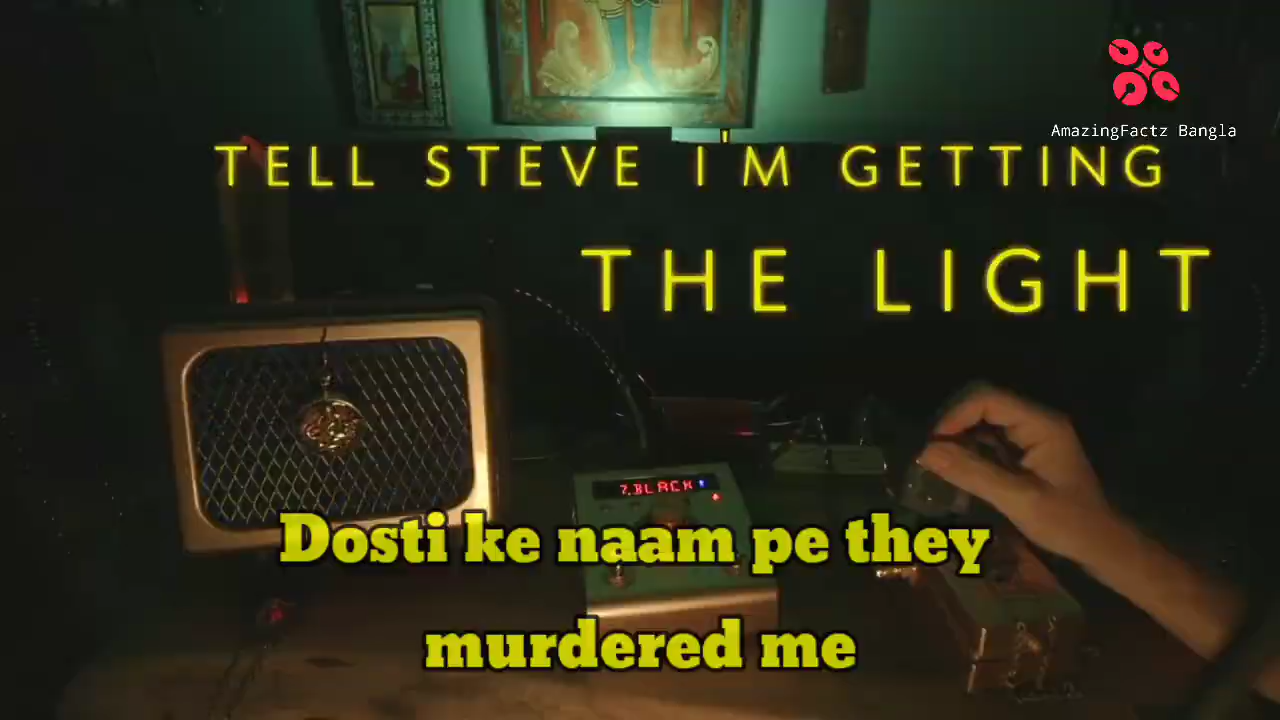 AmazingFactz Bangla
TELL STEVE I'M GETTING
THE LIGHT
7.BLACK
Dosti ke naam pe they
murdered me